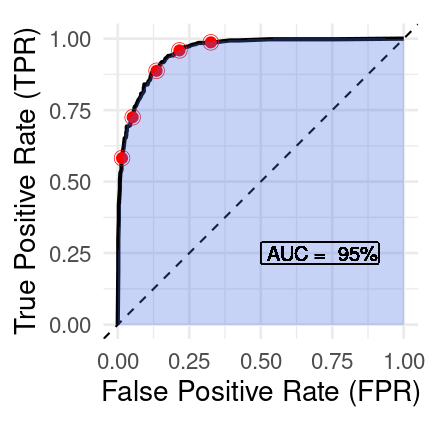 True Positive Rate (TPR)
1.00
0.75
0.50
0.25
0.00
AUC = 95%
0.00 0.25 0.50 0.75 1.00
False Positive Rate (FPR)